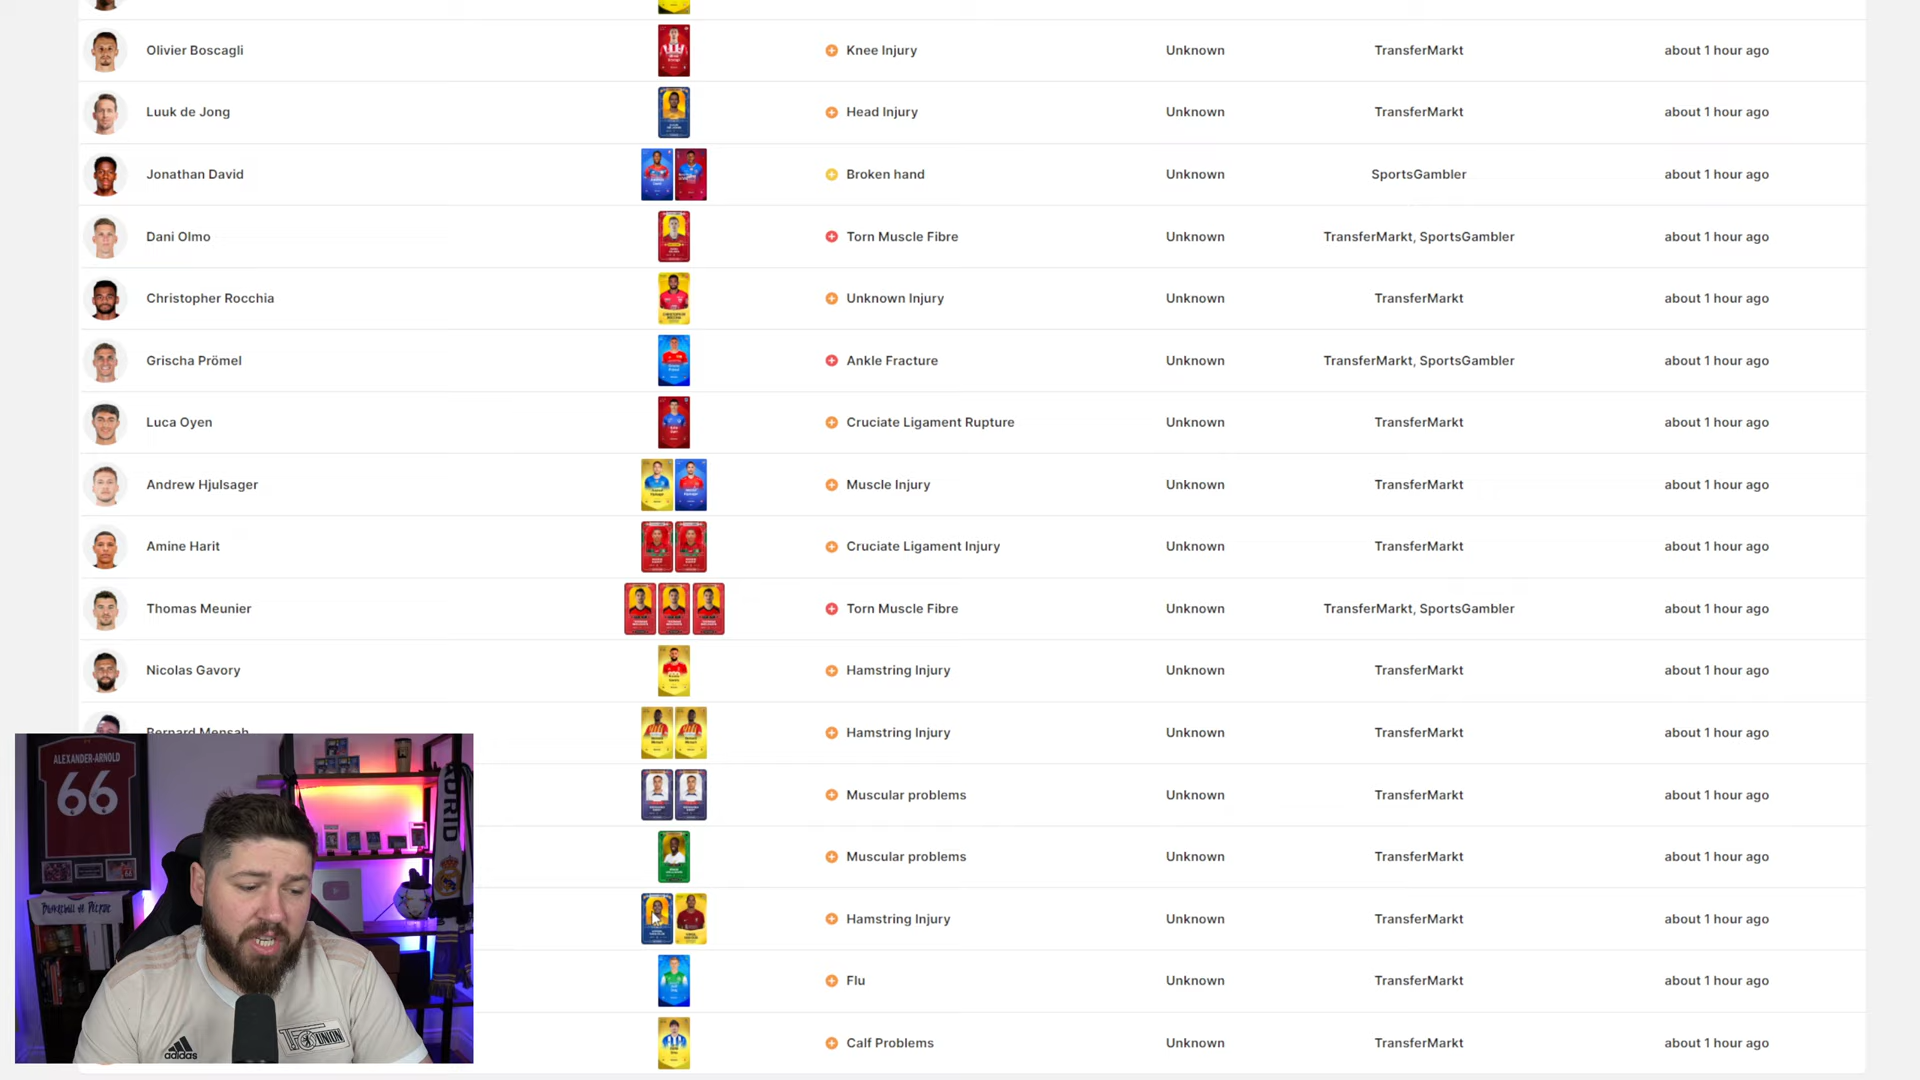 Olivier Boscagli Knee Injury Unknown TransferMarkt about 1 hour ago
Luuk de Jong Head Injury Unknown TransferMarkt about 1 hour ago
Jonathan David Broken hand Unknown SportsGambler about 1 hour ago
Dani Olmo Torn Muscle Fibre Unknown TransferMarkt, SportsGambler about 1 hour ago
Christopher Rocchia Unknown Injury Unknown TransferMarkt about 1 hour ago
Grischa Prömel Ankle Fracture Unknown TransferMarkt, SportsGambler about 1 hour ago
Luca Oyen Cruciate Ligament Rupture Unknown TransferMarkt about 1 hour ago
Andrew Hjulsager Muscle Injury Unknown TransferMarkt about 1 hour ago
Amine Harit Cruciate Ligament Injury Unknown TransferMarkt about 1 hour ago
Thomas Meunier Torn Muscle Fibre Unknown TransferMarkt, SportsGambler about 1 hour ago
Nicolas Gavory Hamstring Injury Unknown TransferMarkt about 1 hour ago
Bernard Mensah Hamstring Injury Unknown TransferMarkt about 1 hour ago
Muscular problems Unknown TransferMarkt about 1 hour ago
Muscular problems Unknown TransferMarkt about 1 hour ago
Hamstring Injury Unknown TransferMarkt about 1 hour ago
Flu Unknown TransferMarkt about 1 hour ago
Calf Problems Unknown TransferMarkt about 1 hour ago
ALEXANDER-ARNOLD
66
ADRID
adidas
UNION